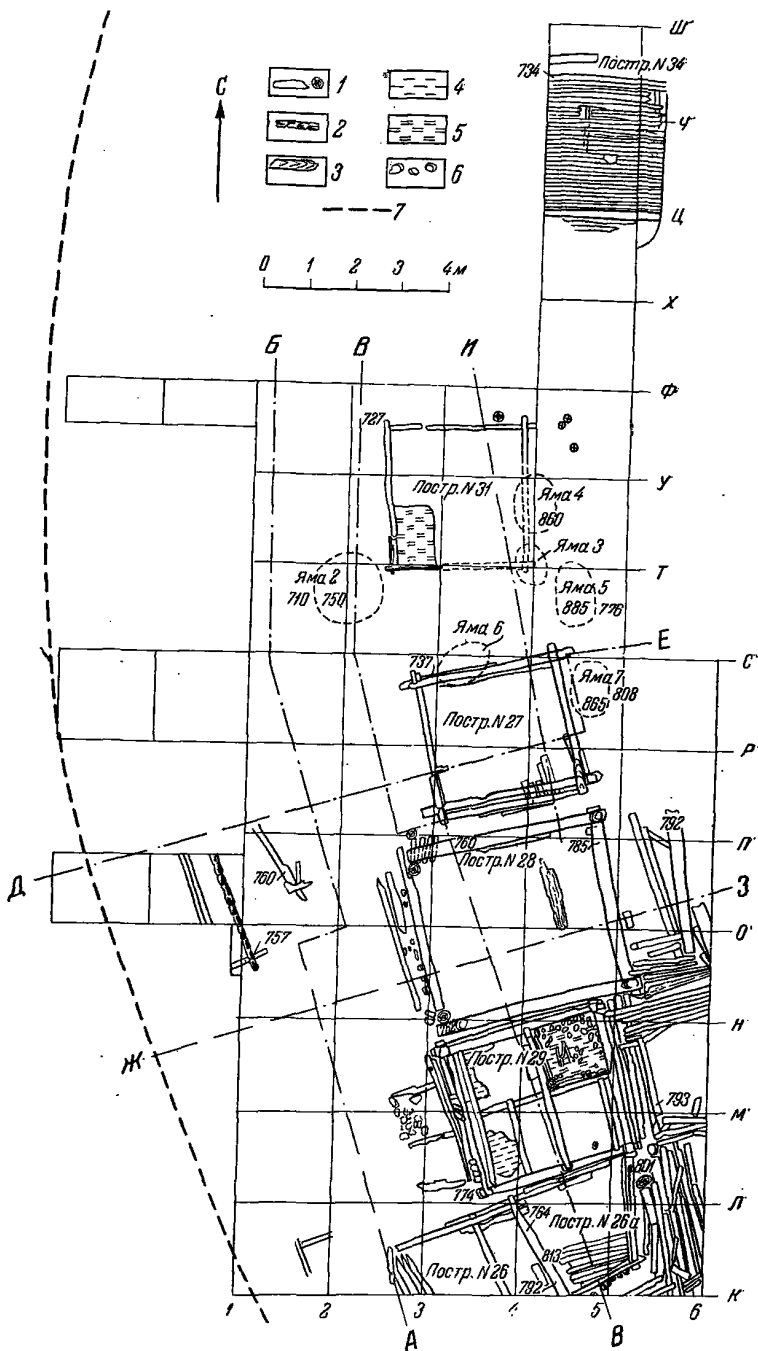 Ш
Постр. N 34
734
С
1
4
Ч
2
5
3
6
7
Ц
0 1 2 3 4 м
Х
Б
В
И
Ф
727
Постр. N 31
У
Яма 4
860
Яма 3
Т
Яма 2
710 750
Яма 5
885 776
Яма 6
Е
С
737
Яма 7
865 808
Постр. N 27
Р
792
П
760
785
Постр. N 28
760
Д
З
О
757
762
Н
Постр. N 29
Ж
793
М
774
801
Л
764
Постр. N 26а
813
Постр. N 26
792
К
1 2 3 4 5 6
А
В